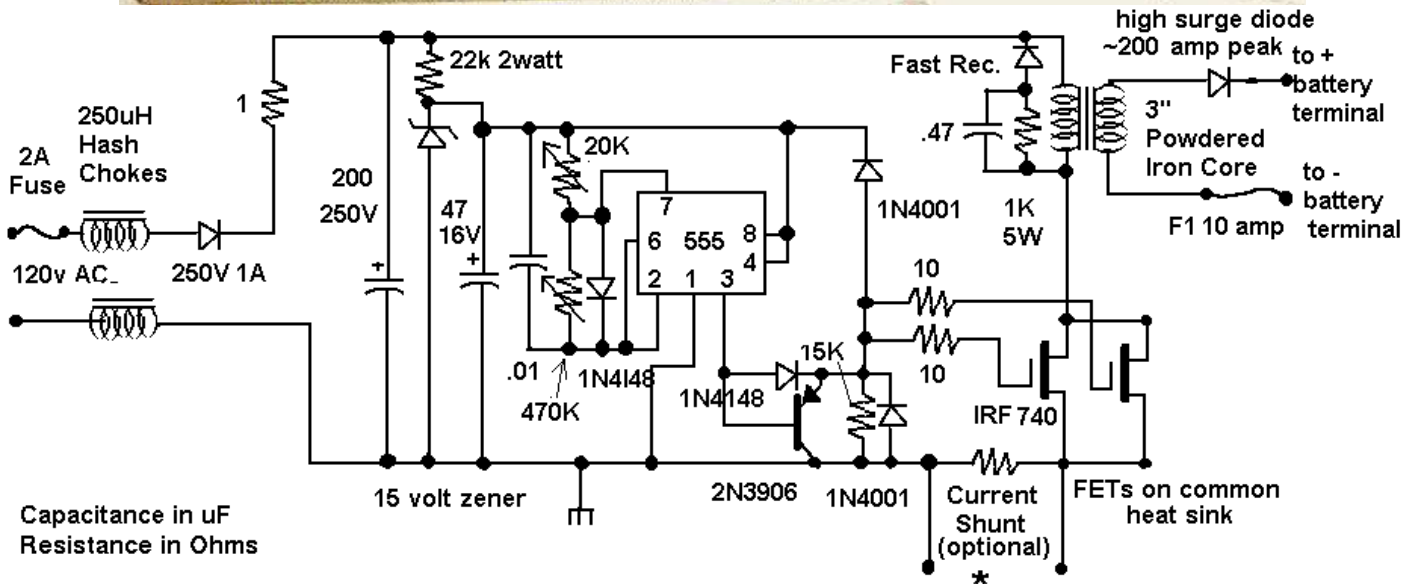 high surge diode
~200 amp peak
to +
battery
terminal
22k 2watt
Fast Rec.
1
250uH
Hash
Chokes
2A
Fuse
200
250V
20K
.47
3"
Powdered
Iron Core
to -
battery
terminal
F1 10 amp
47
16V
+
+
7
6
555
8
4
2
1
3
1N4001
1K
5W
120v AC_
250V 1A
10
10
.01
1N4I48
470K
1N4148
15K
IRF 740
15 volt zener
2N3906
1N4001
Current
Shunt
(optional)
*
FETs on common
heat sink
Capacitance in uF
Resistance in Ohms